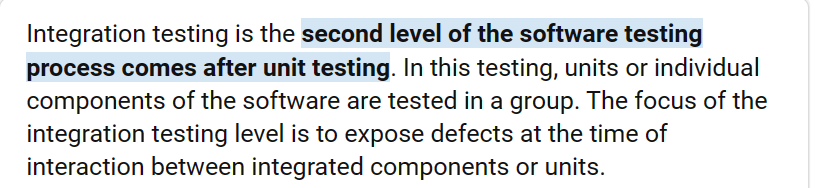 Integration testing is the second level of the software testing
process comes after unit testing. In this testing, units or individual
components of the software are tested in a group. The focus of the
integration testing level is to expose defects at the time of
interaction between integrated components or units.